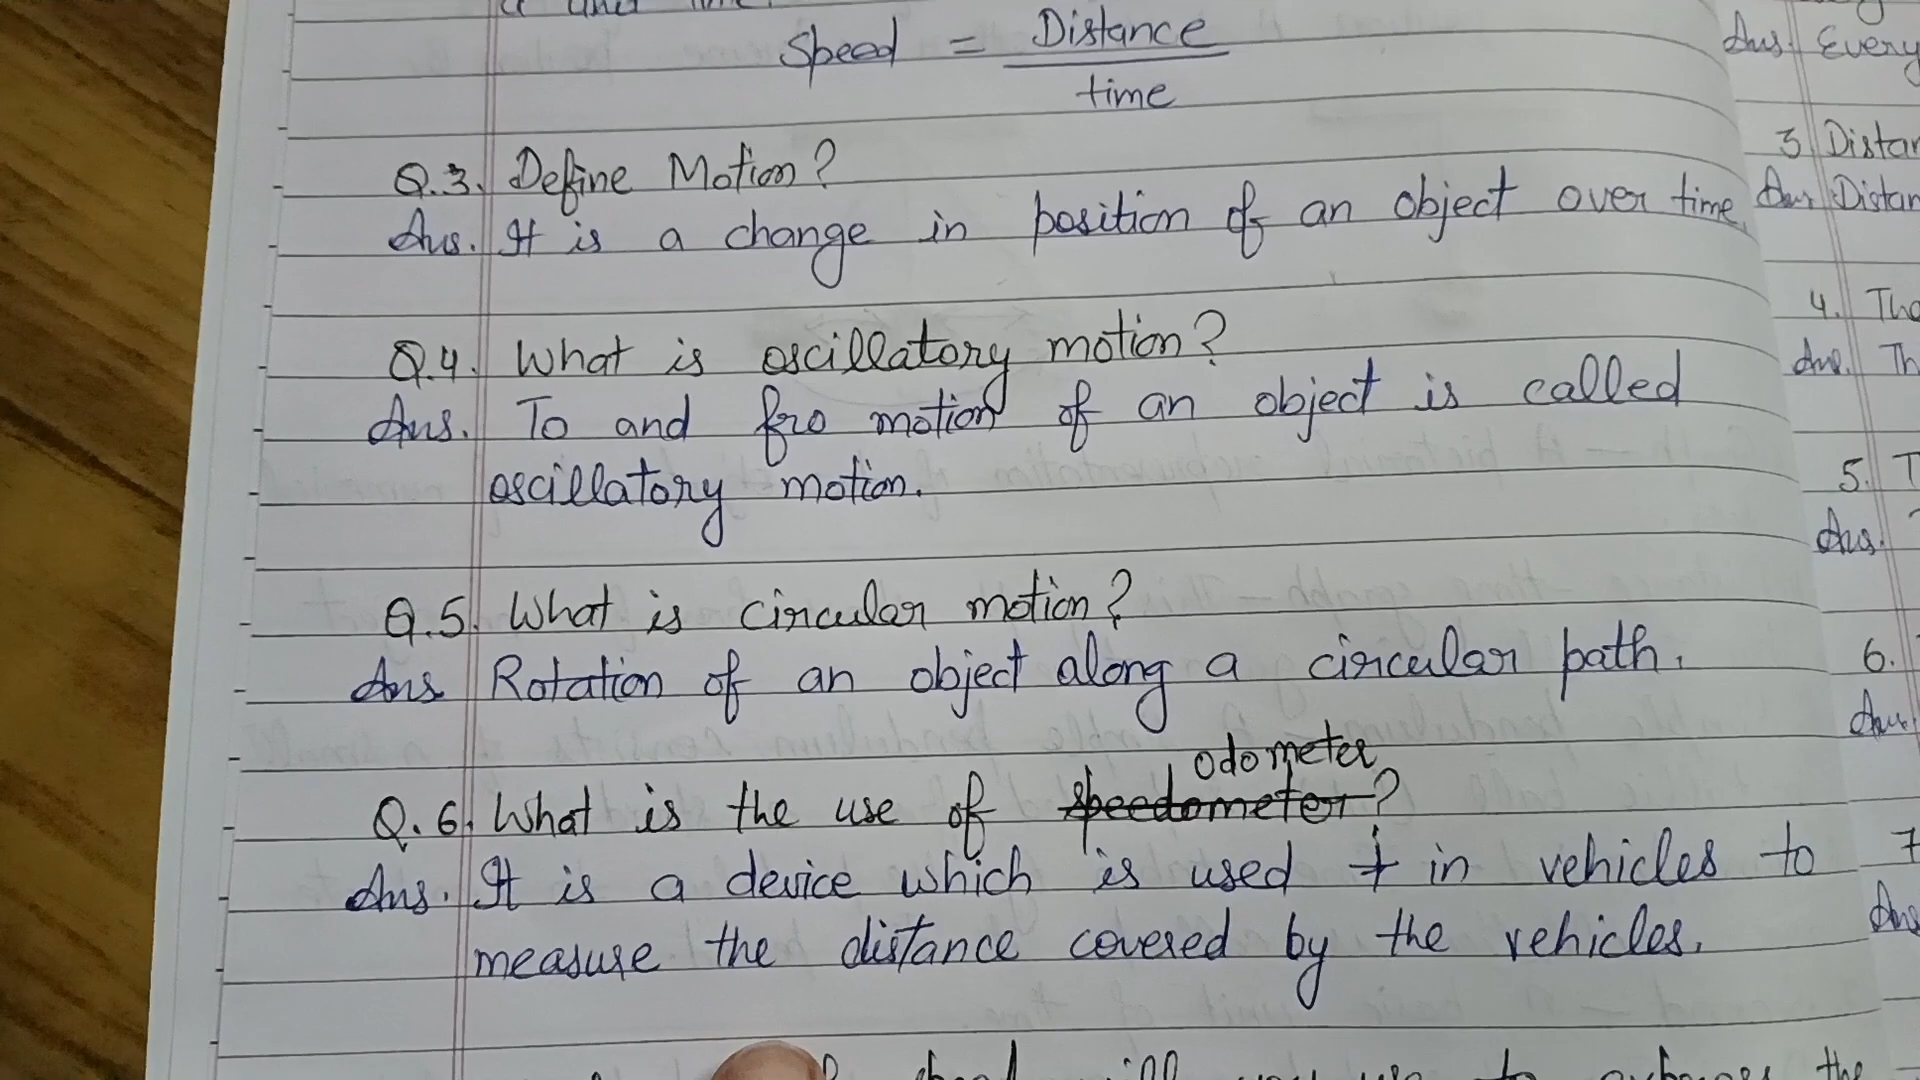 a unit time.
Speed = Distance
time
Q.3. Define Motion?
Ans. It is a change in position of an object over time.
Q.4. What is oscillatory motion?
Ans. To and fro motion of an object is called
oscillatory motion.
Q.5. What is circular motion?
Ans Rotation of an object along a circular path.
odometer
Q.6. What is the use of speedometer?
Ans. It is a device which is used in vehicles to
measure the distance covered by the vehicles.
Ans. Every
3 Distan
Ans Distan
4. The
Ans. Th
5. T
Ans.
6.
Ans.
7
Ans